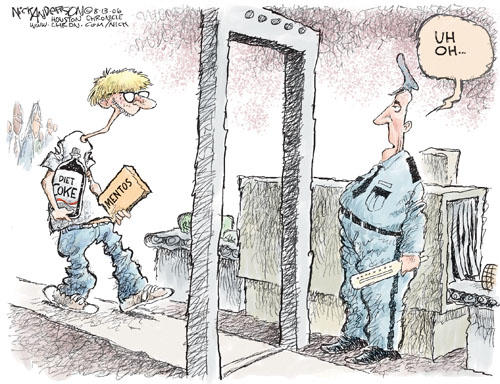 NICK ANDERSON © 8-13-06
HOUSTON CHRONICLE
WWW.CHRON.COM/NICK
UH
OH...
DIET
COKE
MENTOS